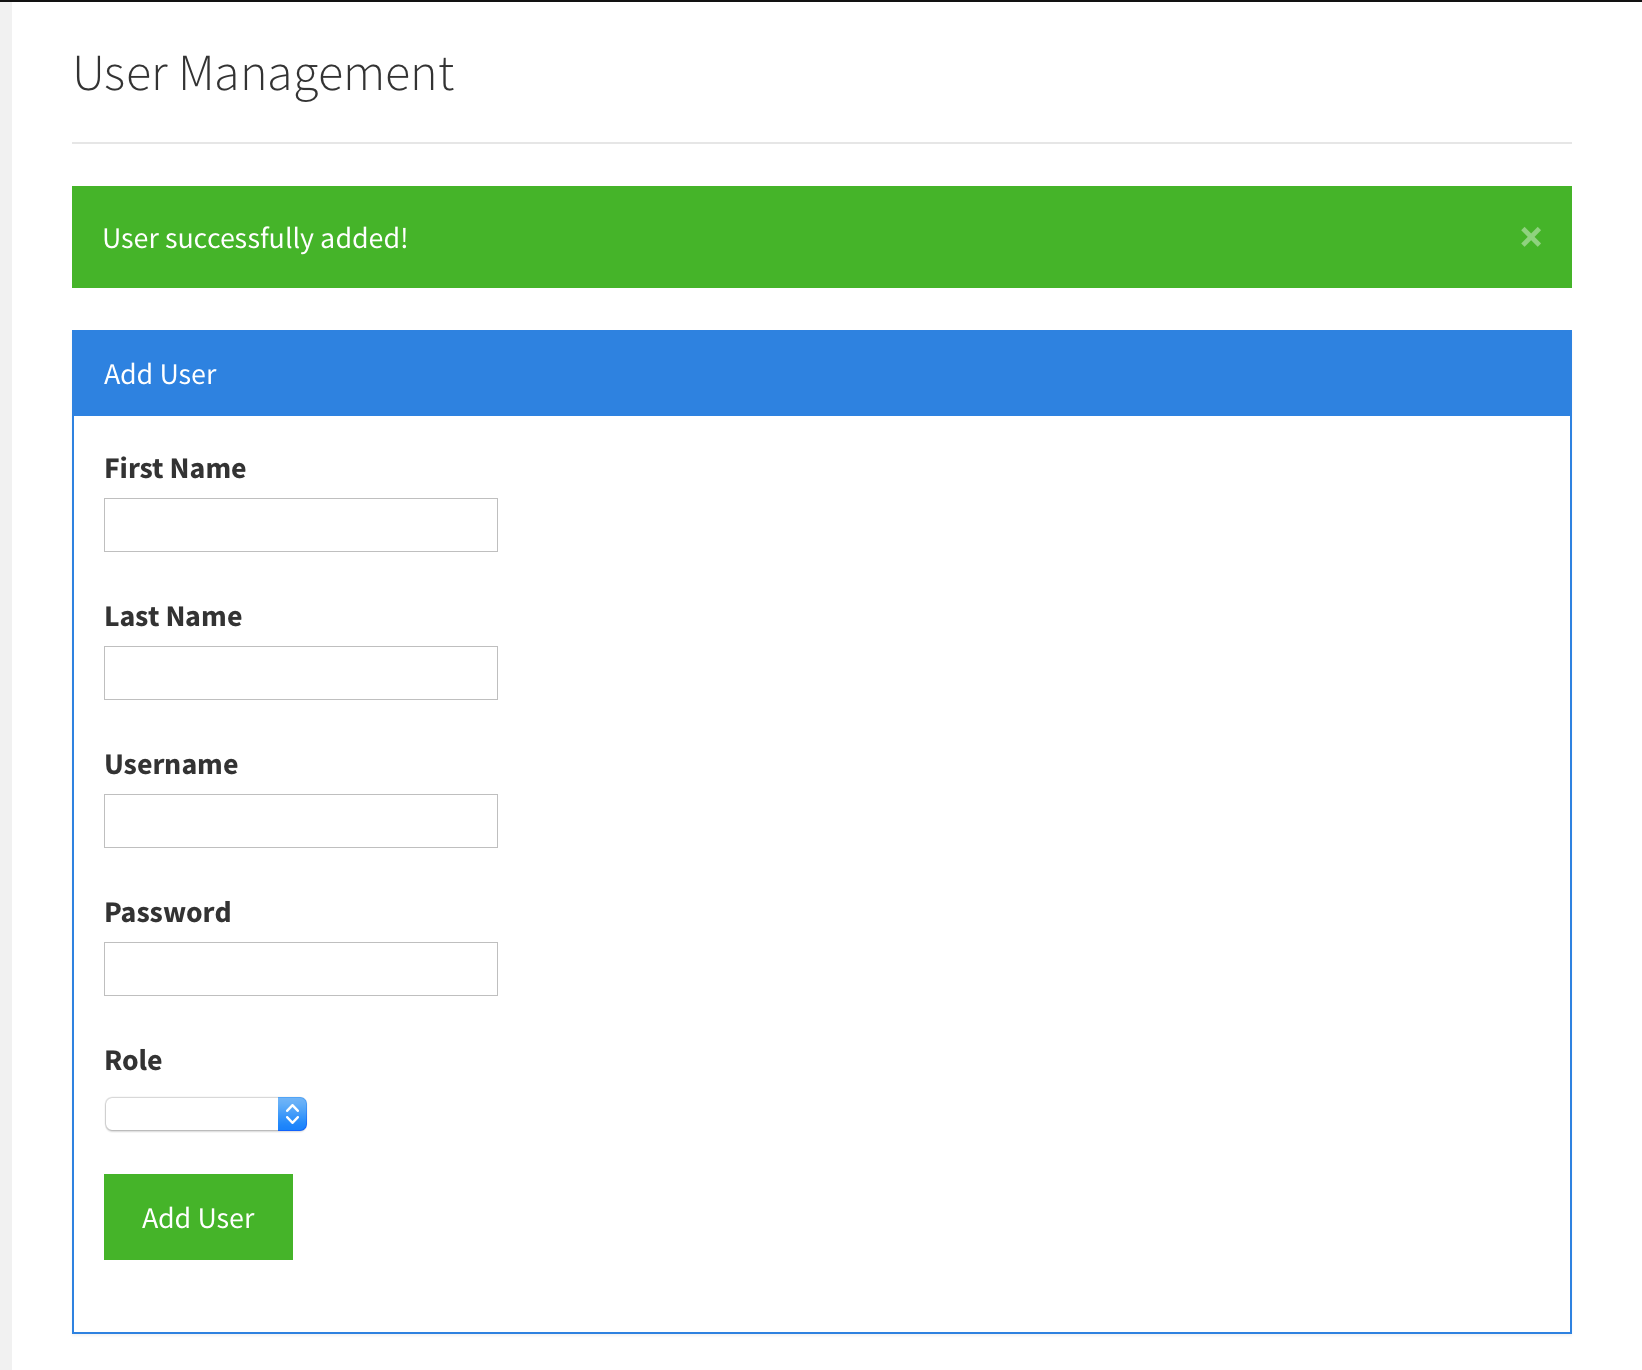 User Management
User successfully added! ×
Add User
First Name
Last Name
Username
Password
Role
Add User